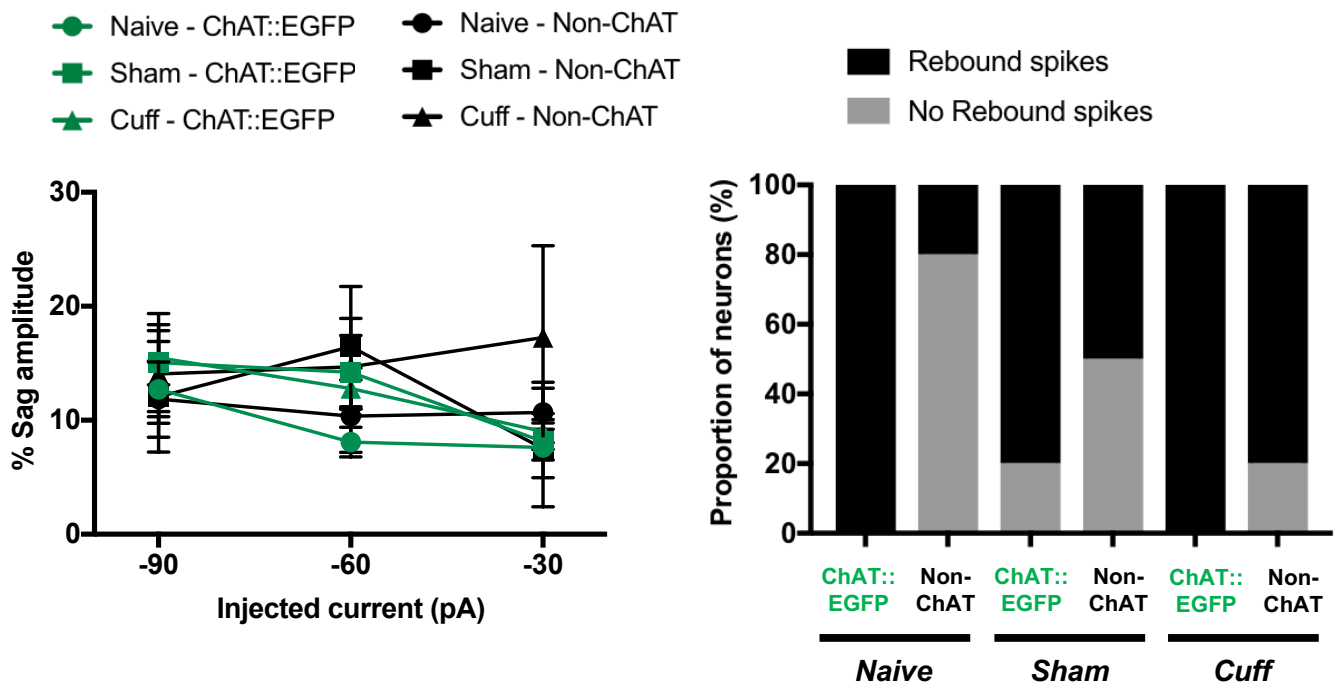 Naive - ChAT::EGFP
Naive - Non-ChAT
Sham - ChAT::EGFP
Sham - Non-ChAT
Cuff - ChAT::EGFP
Cuff - Non-ChAT
30
20
10
0
% Sag amplitude
-90
-60
-30
Injected current (pA)
Rebound spikes
No Rebound spikes
100
80
60
40
20
0
Proportion of neurons (%)
ChAT::
EGFP
Non-
ChAT
ChAT::
EGFP
Non-
ChAT
ChAT::
EGFP
Non-
ChAT
Naive
Sham
Cuff